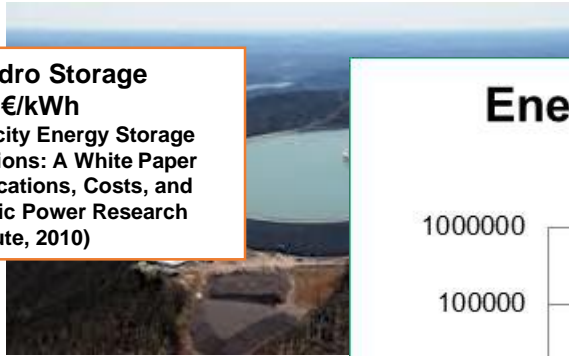 dro Storage
€/kWh
city Energy Storage
ions: A White Paper
cations, Costs, and
ic Power Research
ute, 2010)
Ene
1000000
100000